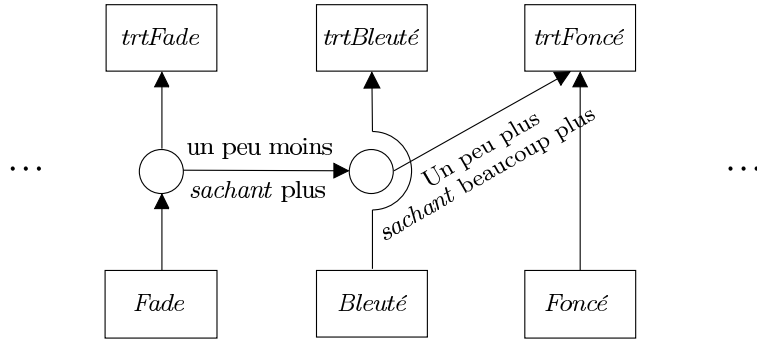 trtFade trtBleuté trtFoncé
un peu moins
sachant plus
Un peu plus
sachant beaucoup plus
... ...
Fade Bleuté Foncé